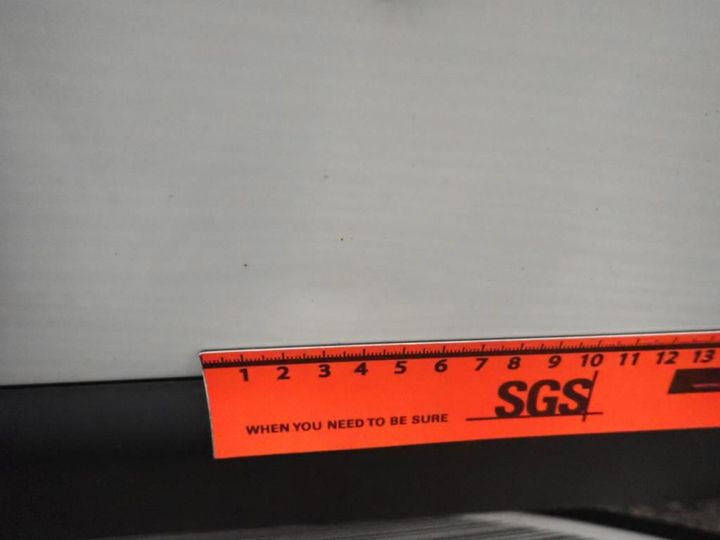 1 2 3 4 5 6 7 8 9 10 11 12 13
SGS
WHEN YOU NEED TO BE SURE